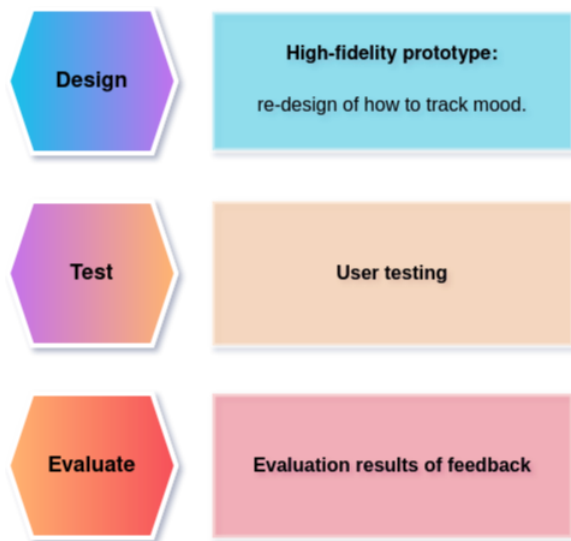 Design
High-fidelity prototype:
re-design of how to track mood.
Test
User testing
Evaluate
Evaluation results of feedback